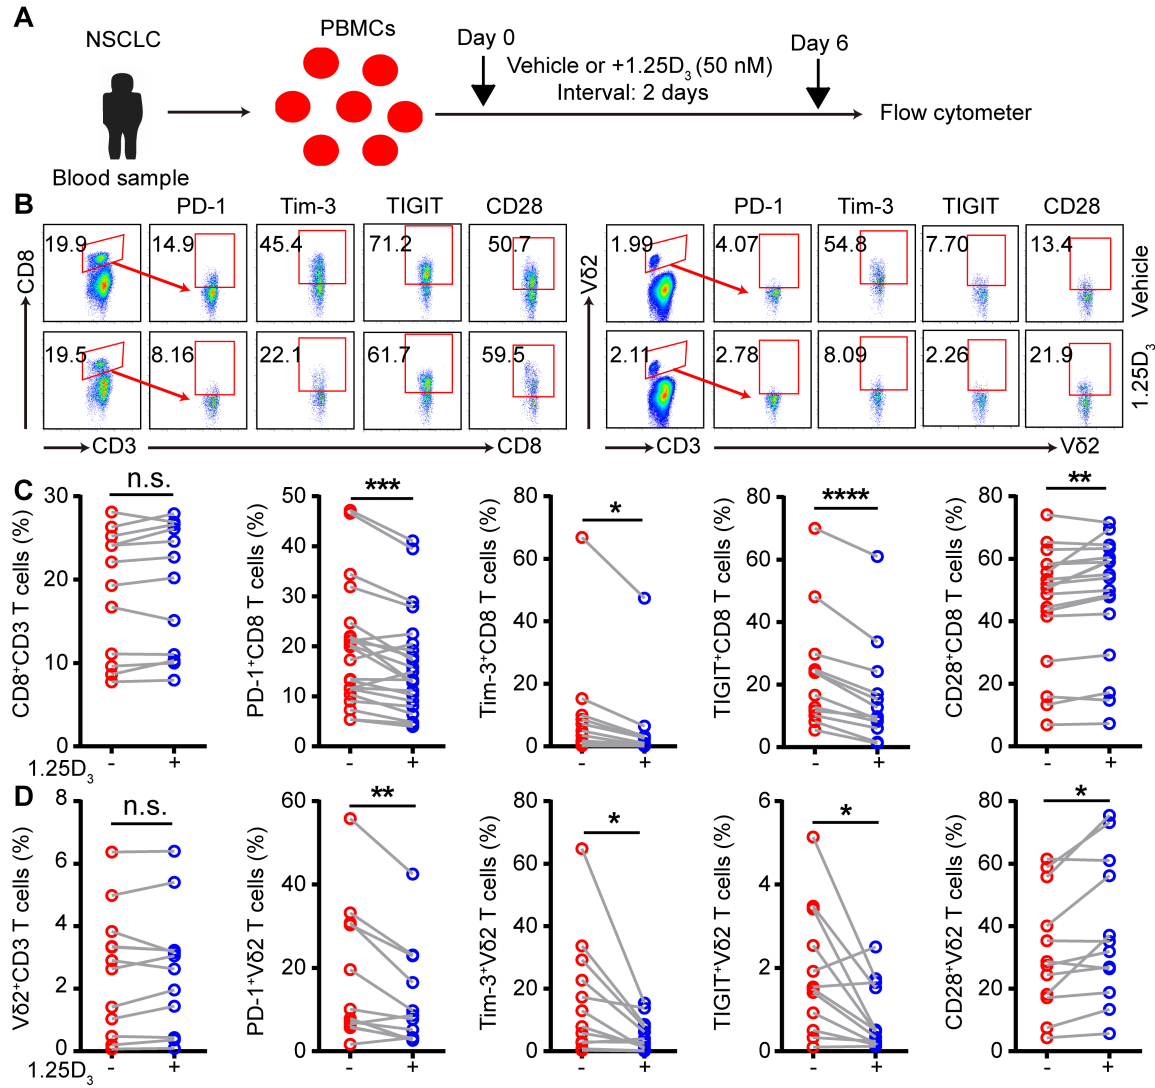 A
NSCLC
Blood sample
PBMCs
Day 0
Vehicle or +1.25D3 (50 nM)
Interval: 2 days
Day 6
Flow cytometer
B
PD-1 Tim-3 TIGIT CD28 PD-1 Tim-3 TIGIT CD28
CD8
19.9 14.9 45.4 71.2 50.7
Vδ2
1.99 4.07 54.8 7.70 13.4
Vehicle
19.5 8.16 22.1 61.7 59.5
2.11 2.78 8.09 2.26 21.9
1.25D3
CD3 CD8 CD3 Vδ2
C
CD8+CD3 T cells (%)
30
20
10
0
n.s.
1.25D3 - +
PD-1+CD8 T cells (%)
50
40
30
20
10
0
***
- +
Tim-3+CD8 T cells (%)
80
60
40
20
0
*
- +
TIGIT+CD8 T cells (%)
80
60
40
20
0
****
- +
CD28+CD8 T cells (%)
80
60
40
20
0
**
- +
D
Vδ2+CD3 T cells (%)
8
6
4
2
0
n.s.
1.25D3 - +
PD-1+Vδ2 T cells (%)
60
40
20
0
**
- +
Tim-3+Vδ2 T cells (%)
80
60
40
20
0
*
- +
TIGIT+Vδ2 T cells (%)
6
4
2
0
*
- +
CD28+Vδ2 T cells (%)
80
60
40
20
0
*
- +